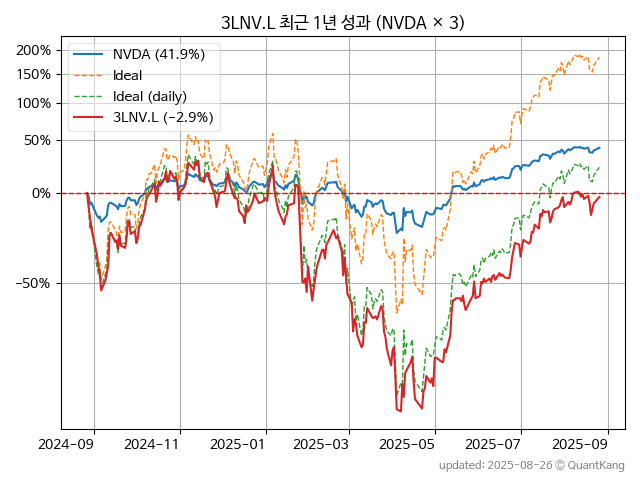 3LNV.L 최근 1년 성과 (NVDA × 3)
NVDA (41.9%)
Ideal
Ideal (daily)
3LNV.L (−2.9%)
200%
150%
100%
50%
0%
−50%
2024-09 2024-11 2025-01 2025-03 2025-05 2025-07 2025-09
updated: 2025-08-26 © QuantKang